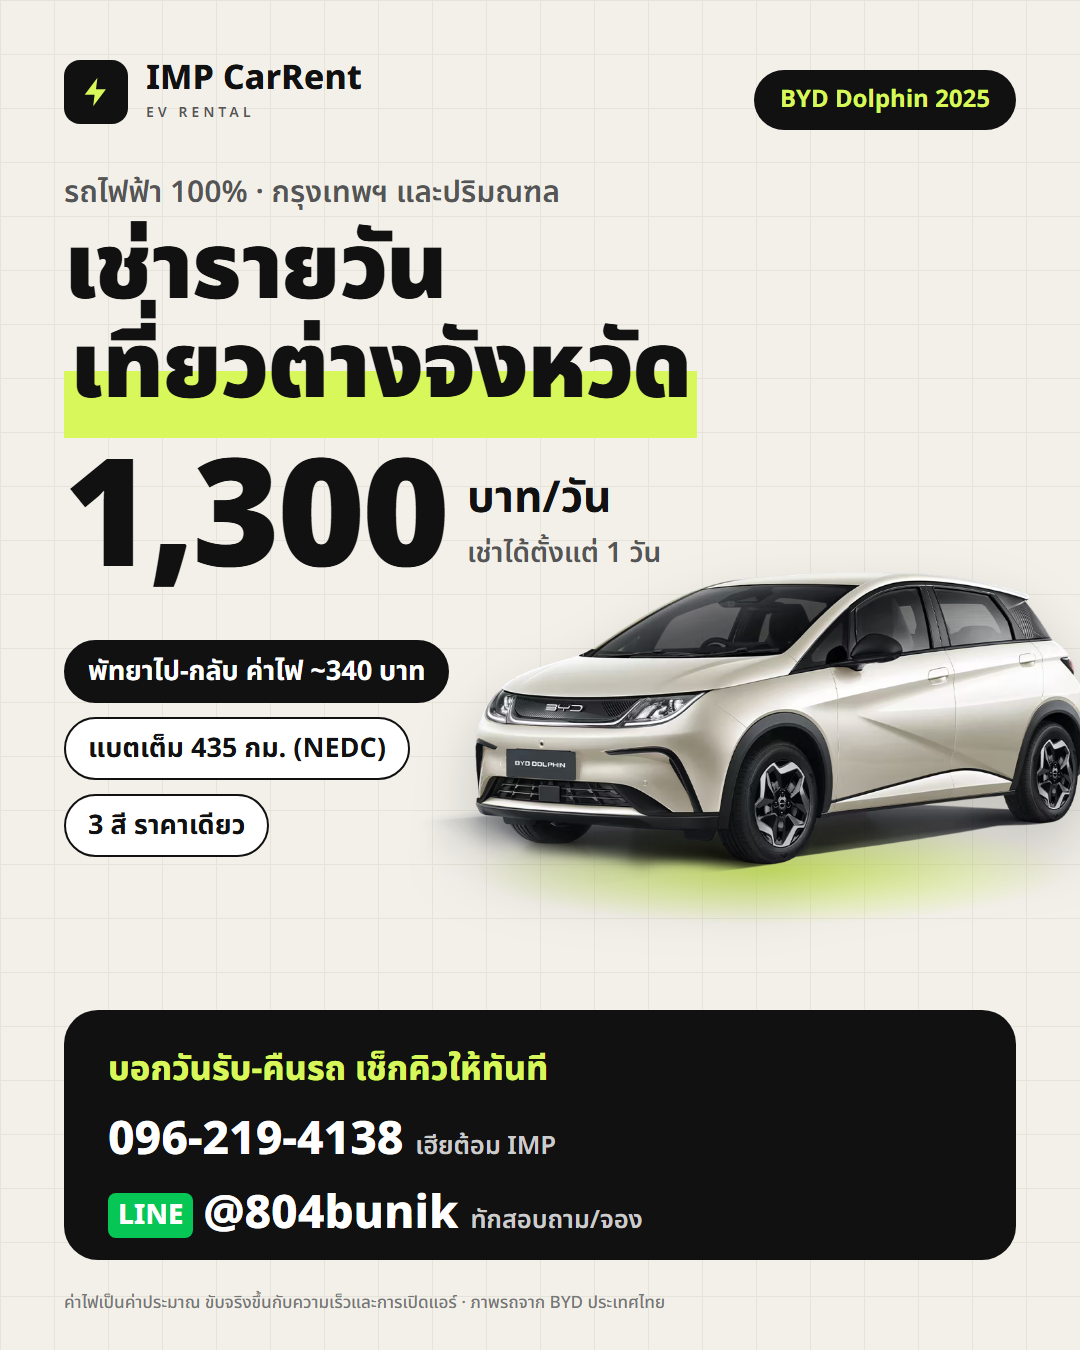 IMP CarRent
EV RENTAL
BYD Dolphin 2025
รถไฟฟ้า 100% · กรุงเทพฯ และปริมณฑล
เช่ารายวัน
เที่ยวต่างจังหวัด
1,300 บาท/วัน
เช่าได้ตั้งแต่ 1 วัน
พัทยาไป-กลับ ค่าไฟ ~340 บาท
แบตเต็ม 435 กม. (NEDC)
3 สี ราคาเดียว
BYD
BYD DOLPHIN
บอกวันรับ-คืนรถ เช็กคิวให้ทันที
096-219-4138 เฮียต้อม IMP
LINE @804bunik ทักสอบถาม/จอง
ค่าไฟเป็นค่าประมาณ ขับจริงขึ้นกับความเร็วและการเปิดแอร์ · ภาพรถจาก BYD ประเทศไทย